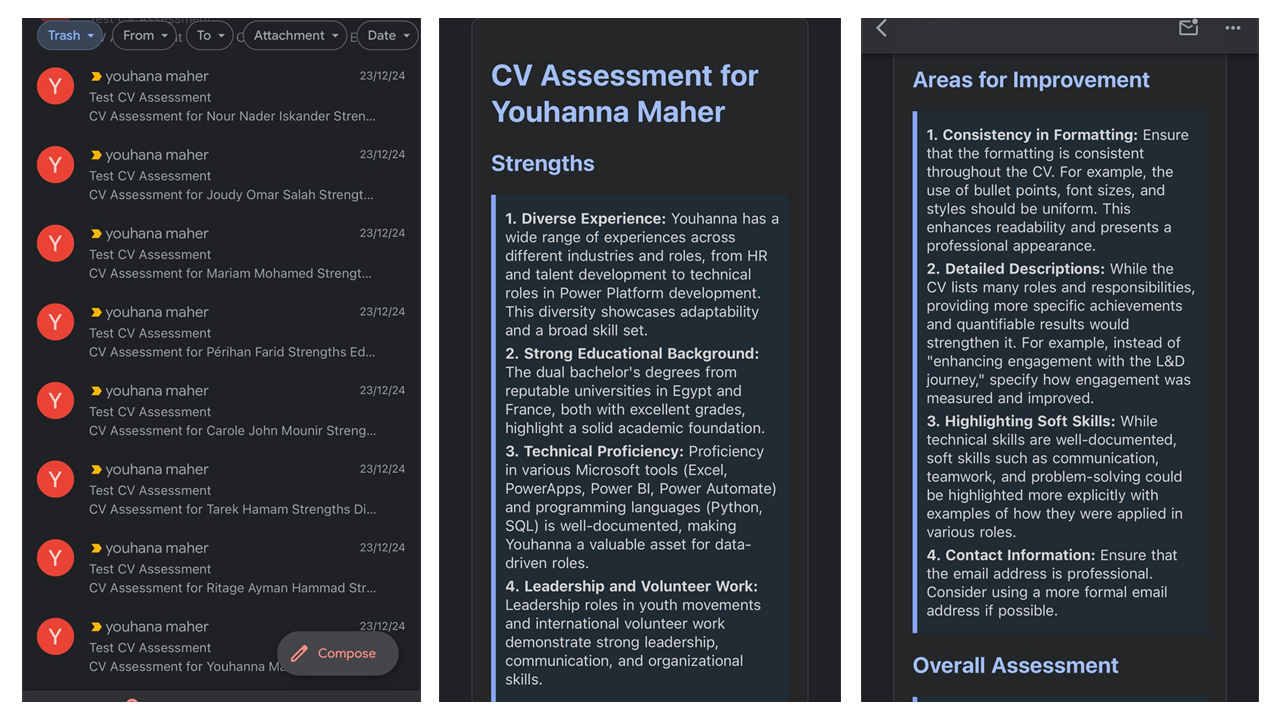 Trash
From
To
Attachment
Date
Y
youhana maher
23/12/24
Test CV Assessment
CV Assessment for Nour Nader Iskander Stren...
Y
youhana maher
23/12/24
Test CV Assessment
CV Assessment for Joudy Omar Salah Strengt...
Y
youhana maher
23/12/24
Test CV Assessment
CV Assessment for Mariam Mohamed Strengt...
Y
youhana maher
23/12/24
Test CV Assessment
CV Assessment for Périhan Farid Strengths Ed...
Y
youhana maher
23/12/24
Test CV Assessment
CV Assessment for Carole John Mounir Streng...
Y
youhana maher
23/12/24
Test CV Assessment
CV Assessment for Tarek Hamam Strengths Di...
Y
youhana maher
23/12/24
Test CV Assessment
CV Assessment for Ritage Ayman Hammad Str...
Y
youhana maher
23/12/24
Test CV Assessment
CV Assessment for Youhanna
Compose
CV Assessment for
Youhanna Maher
Strengths
1. Diverse Experience: Youhanna has a
wide range of experiences across
different industries and roles, from HR
and talent development to technical
roles in Power Platform development.
This diversity showcases adaptability
and a broad skill set.
2. Strong Educational Background:
The dual bachelor's degrees from
reputable universities in Egypt and
France, both with excellent grades,
highlight a solid academic foundation.
3. Technical Proficiency: Proficiency
in various Microsoft tools (Excel,
PowerApps, Power BI, Power Automate)
and programming languages (Python,
SQL) is well-documented, making
Youhanna a valuable asset for data-
driven roles.
4. Leadership and Volunteer Work:
Leadership roles in youth movements
and international volunteer work
demonstrate strong leadership,
communication, and organizational
skills.
Areas for Improvement
1. Consistency in Formatting: Ensure
that the formatting is consistent
throughout the CV. For example, the
use of bullet points, font sizes, and
styles should be uniform. This
enhances readability and presents a
professional appearance.
2. Detailed Descriptions: While the
CV lists many roles and responsibilities,
providing more specific achievements
and quantifiable results would
strengthen it. For example, instead of
"enhancing engagement with the L&D
journey," specify how engagement was
measured and improved.
3. Highlighting Soft Skills: While
technical skills are well-documented,
soft skills such as communication,
teamwork, and problem-solving could
be highlighted more explicitly with
examples of how they were applied in
various roles.
4. Contact Information: Ensure that
the email address is professional.
Consider using a more formal email
address if possible.
Overall Assessment